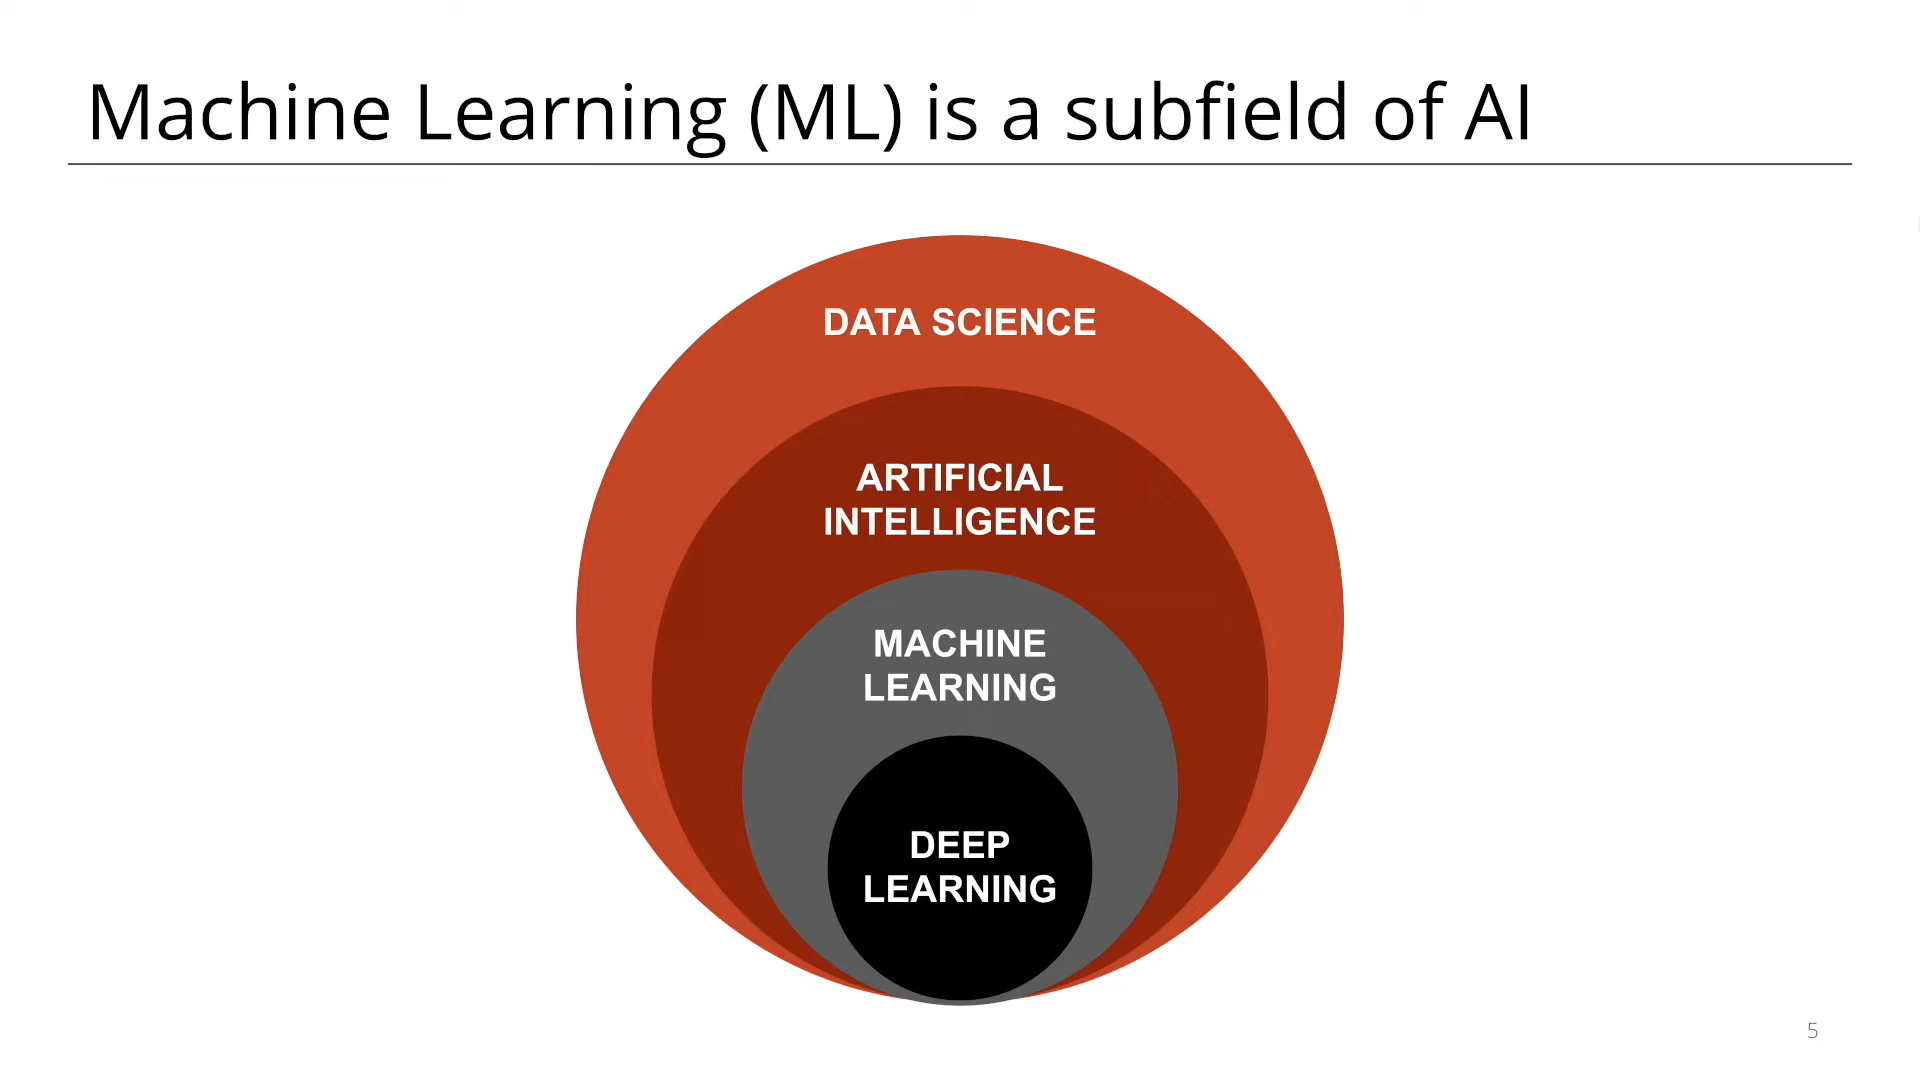 Machine Learning (ML) is a subfield of AI
DATA SCIENCE
ARTIFICIAL
INTELLIGENCE
MACHINE
LEARNING
DEEP
LEARNING
5